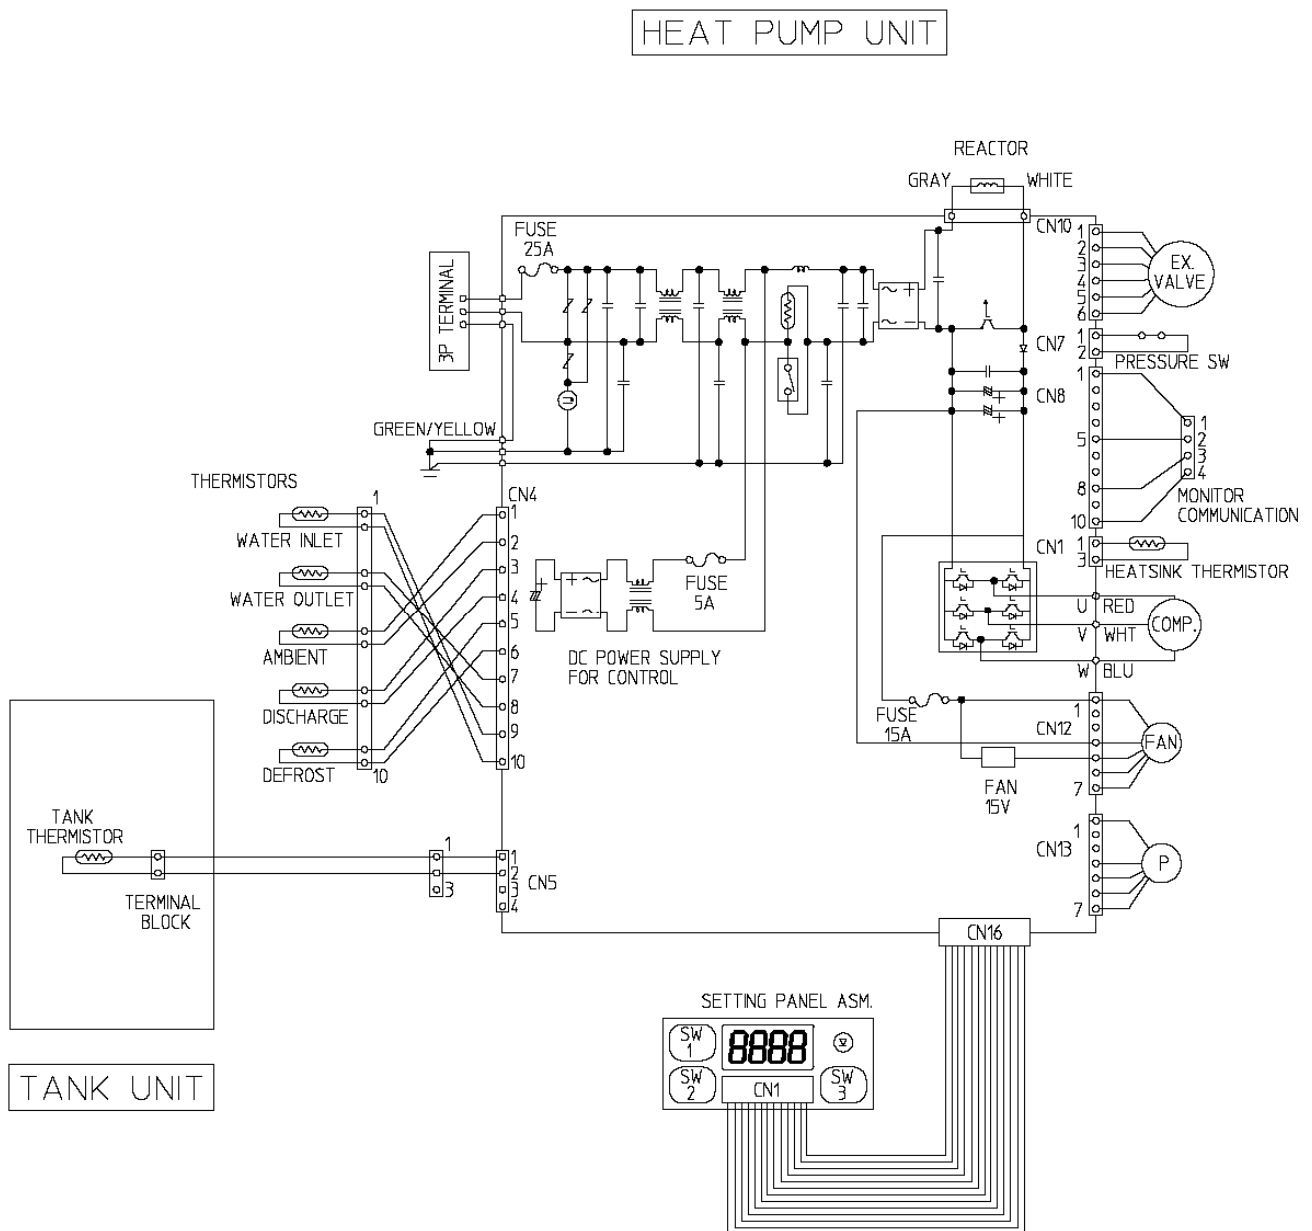 HEAT PUMP UNIT
REACTOR
GRAY
WHITE
FUSE
25A
3P TERMINAL
GREEN/YELLOW
CN10
1
2
3
4
5
6
EX.
VALVE
CN7
1
2
PRESSURE SW
CN8
1
5
8
10
1
2
3
4
MONITOR
COMMUNICATION
CN1
1
3
HEATSINK THERMISTOR
U RED
V WHT
W BLU
COMP.
THERMISTORS
1
WATER INLET
WATER OUTLET
AMBIENT
DISCHARGE
DEFROST
10
CN4
1
2
3
4
5
6
7
8
9
10
FUSE
5A
DC POWER SUPPLY
FOR CONTROL
FUSE
15A
CN12
1
7
FAN
FAN
15V
CN13
1
7
P
TANK
THERMISTOR
TERMINAL
BLOCK
1
3
1
2
3
4
CN5
CN16
SETTING PANEL ASM.
SW
1
8888
SW
2
CN1
SW
3
TANK UNIT